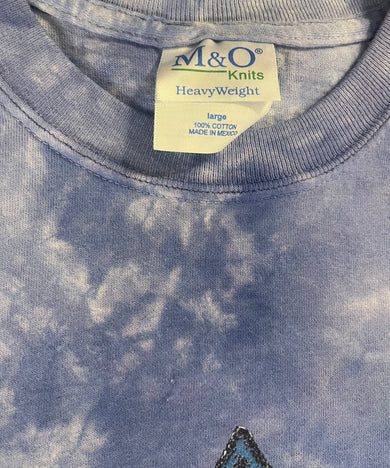 M&O®
Knits
HeavyWeight
large
100% COTTON
MADE IN MEXICO